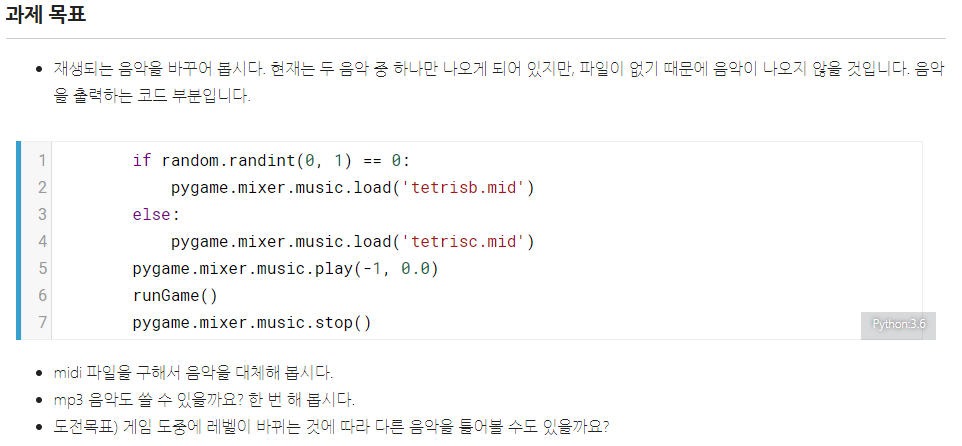 과제 목표
재생되는 음악을 바꾸어 봅시다. 현재는 두 음악 중 하나만 나오게 되어 있지만, 파일이 없기 때문에 음악이 나오지 않을 것입니다. 음악
을 출력하는 코드 부분입니다.
1 if random.randint(0, 1) == 0:
2 pygame.mixer.music.load('tetrisb.mid')
3 else:
4 pygame.mixer.music.load('tetrisc.mid')
5 pygame.mixer.music.play(-1, 0.0)
6 runGame()
7 pygame.mixer.music.stop()
Python:3.6
midi 파일을 구해서 음악을 대체해 봅시다.
mp3 음악도 쓸 수 있을까요? 한 번 해 봅시다.
도전목표) 게임 도중에 레벨이 바뀌는 것에 따라 다른 음악을 틀어볼 수도 있을까요?